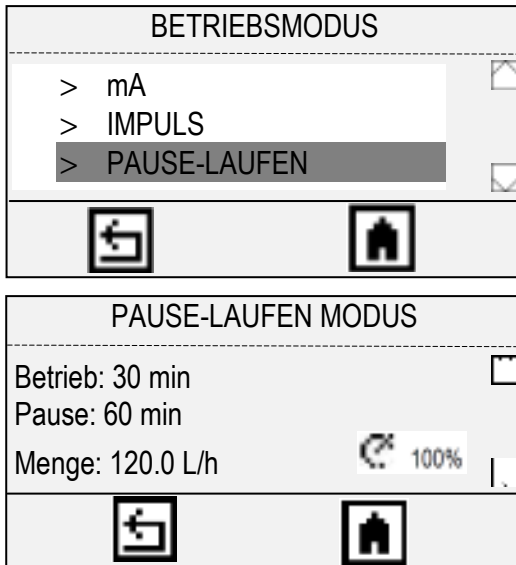 BETRIEBSMODUS
> mA
> IMPULS
> PAUSE-LAUFEN
PAUSE-LAUFEN MODUS
Betrieb: 30 min
Pause: 60 min
Menge: 120.0 L/h
100%